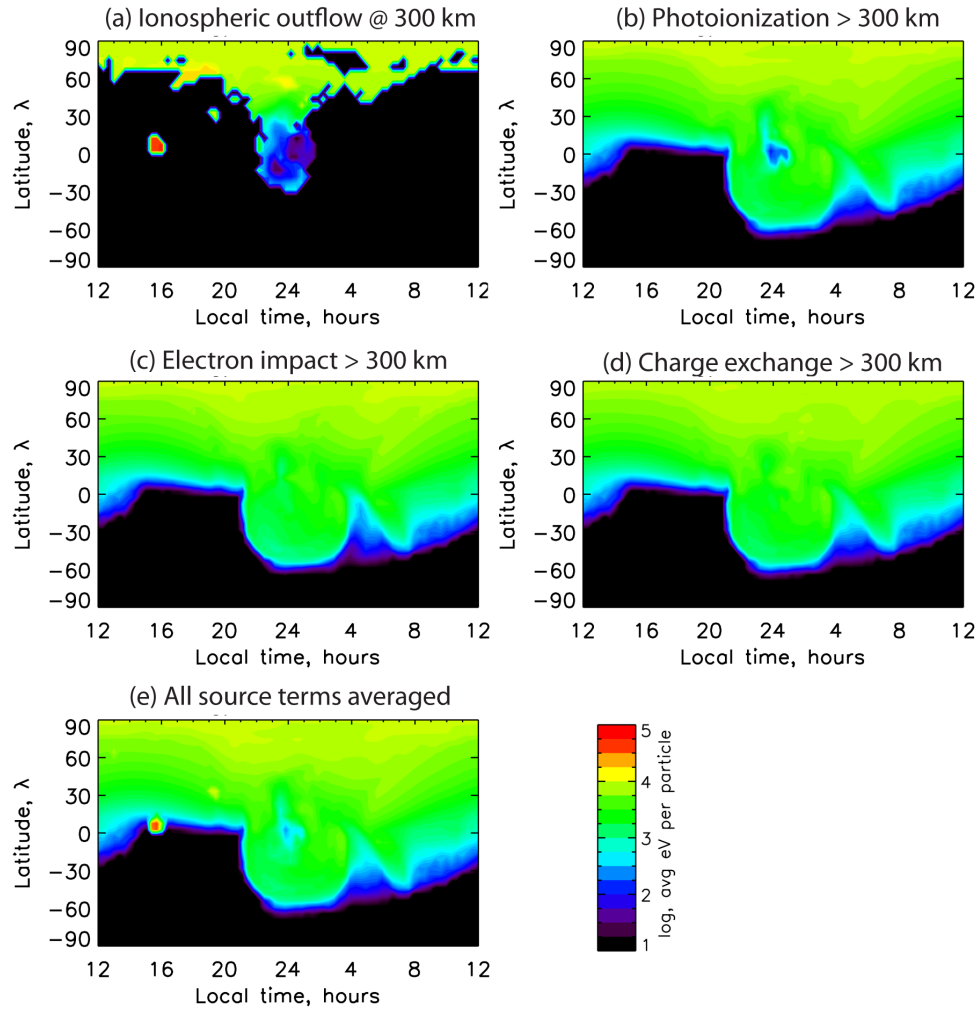 (a) Ionospheric outflow @ 300 km
(b) Photoionization > 300 km
90
60
30
0
−30
−60
−90
Latitude, λ
12 16 20 24 4 8 12
Local time, hours
90
60
30
0
−30
−60
−90
Latitude, λ
12 16 20 24 4 8 12
Local time, hours
(c) Electron impact > 300 km
(d) Charge exchange > 300 km
90
60
30
0
−30
−60
−90
Latitude, λ
12 16 20 24 4 8 12
Local time, hours
90
60
30
0
−30
−60
−90
Latitude, λ
12 16 20 24 4 8 12
Local time, hours
(e) All source terms averaged
90
60
30
0
−30
−60
−90
Latitude, λ
12 16 20 24 4 8 12
Local time, hours
5
4
3
2
1
log, avg eV per particle